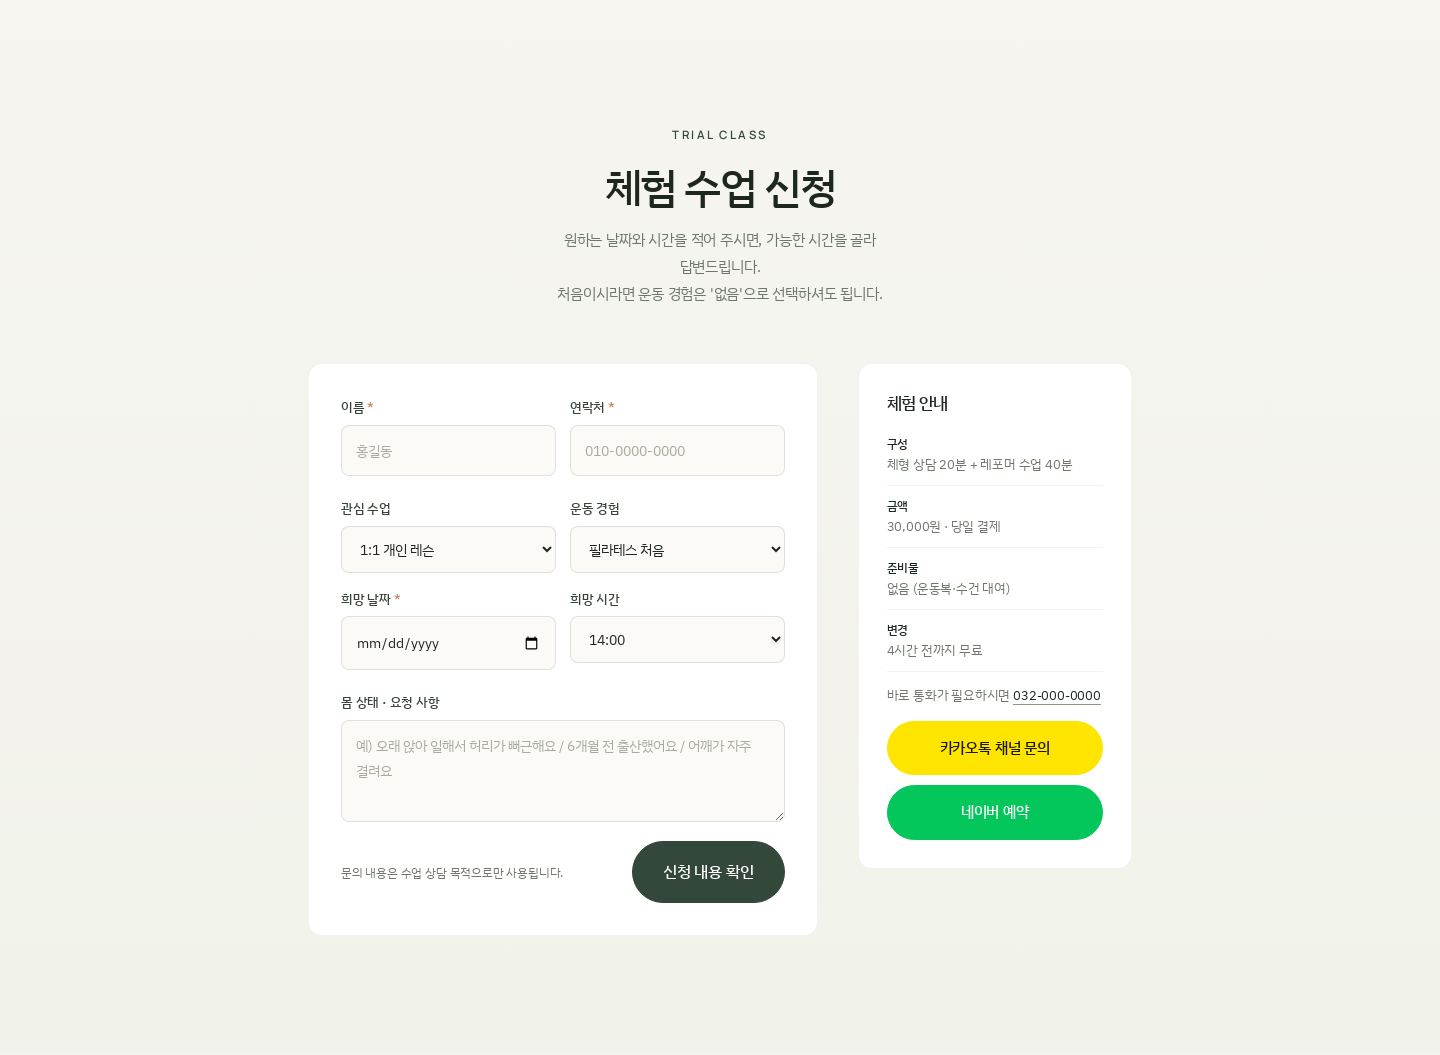 TRIAL CLASS
체험 수업 신청
원하는 날짜와 시간을 적어 주시면, 가능한 시간을 골라
답변드립니다.
처음이시라면 운동 경험은 '없음'으로 선택하셔도 됩니다.
이름 *
연락처 *
홍길동
010-0000-0000
관심 수업
운동 경험
1:1 개인 레슨
필라테스 처음
희망 날짜 *
희망 시간
mm/dd/yyyy
14:00
몸 상태 · 요청 사항
예) 오래 앉아 일해서 허리가 뻐근해요 / 6개월 전 출산했어요 / 어깨가 자주
결려요
문의 내용은 수업 상담 목적으로만 사용됩니다.
신청 내용 확인
체험 안내
구성
체형 상담 20분 + 레포머 수업 40분
금액
30,000원 · 당일 결제
준비물
없음 (운동복·수건 대여)
변경
4시간 전까지 무료
바로 통화가 필요하시면 032-000-0000
카카오톡 채널 문의
네이버 예약